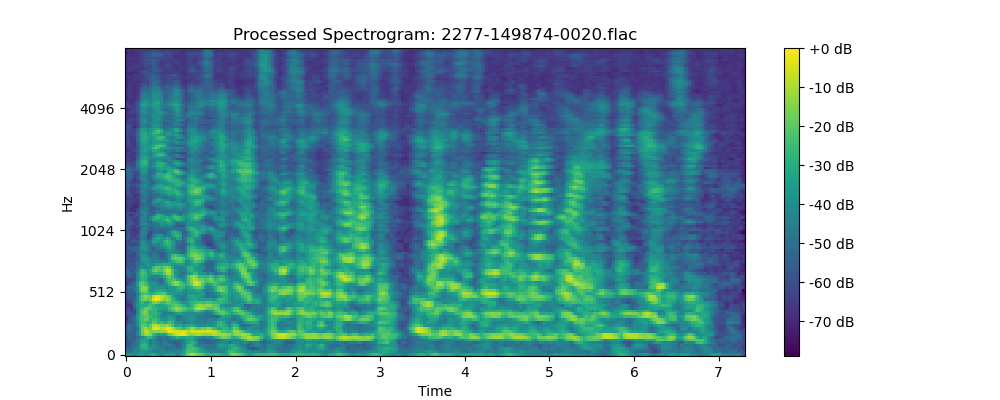 Processed Spectrogram: 2277-149874-0020.flac
Hz
4096
2048
1024
512
0
0 1 2 3 4 5 6 7
Time
+0 dB
-10 dB
-20 dB
-30 dB
-40 dB
-50 dB
-60 dB
-70 dB